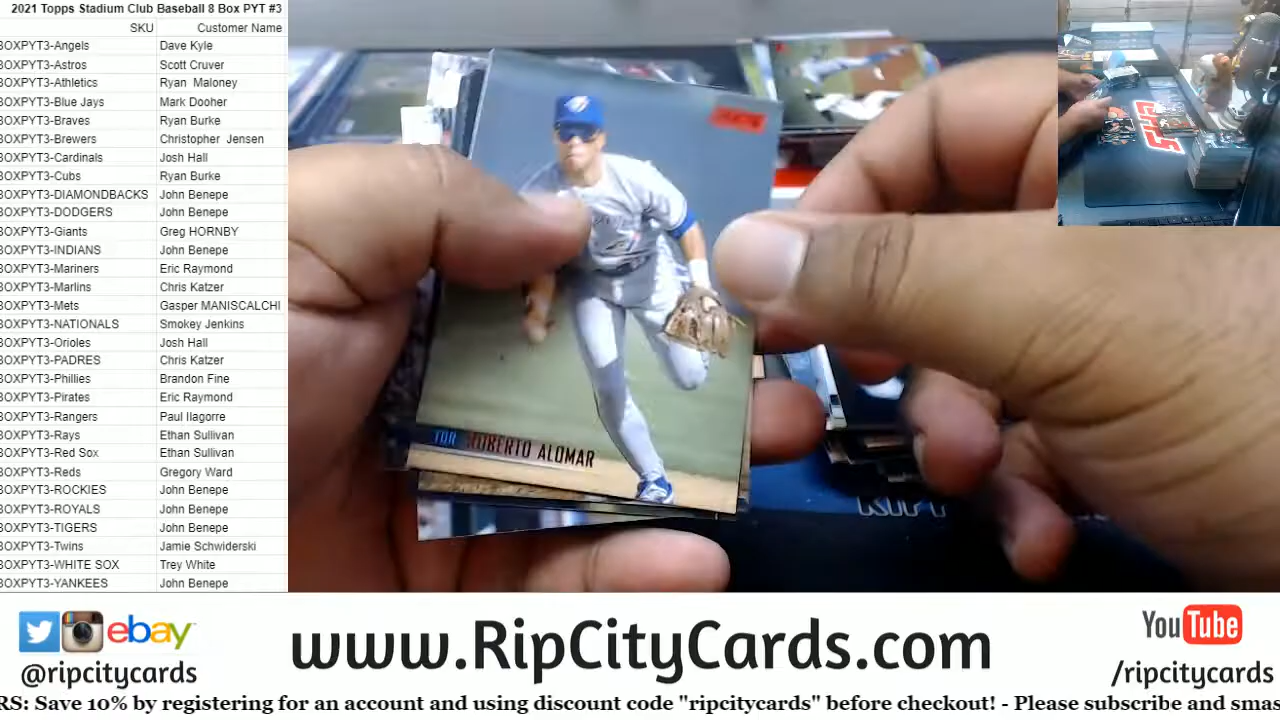 2021 Topps Stadium Club Baseball 8 Box PYT #3
SKU Customer Name
BOXPYT3-Angels Dave Kyle
BOXPYT3-Astros Scott Cruver
BOXPYT3-Athletics Ryan Maloney
BOXPYT3-Blue Jays Mark Dooher
BOXPYT3-Braves Ryan Burke
BOXPYT3-Brewers Christopher Jensen
BOXPYT3-Cardinals Josh Hall
BOXPYT3-Cubs Ryan Burke
BOXPYT3-DIAMONDBACKS John Benepe
BOXPYT3-DODGERS John Benepe
BOXPYT3-Giants Greg HORNBY
BOXPYT3-INDIANS John Benepe
BOXPYT3-Mariners Eric Raymond
BOXPYT3-Marlins Chris Katzer
BOXPYT3-Mets Gasper MANISCALCHI
BOXPYT3-NATIONALS Smokey Jenkins
BOXPYT3-Orioles Josh Hall
BOXPYT3-PADRES Chris Katzer
BOXPYT3-Phillies Brandon Fine
BOXPYT3-Pirates Eric Raymond
BOXPYT3-Rangers Paul Ilagorre
BOXPYT3-Rays Ethan Sullivan
BOXPYT3-Red Sox Ethan Sullivan
BOXPYT3-Reds Gregory Ward
BOXPYT3-ROCKIES John Benepe
BOXPYT3-ROYALS John Benepe
BOXPYT3-TIGERS John Benepe
BOXPYT3-Twins Jamie Schwiderski
BOXPYT3-WHITE SOX Trey White
BOXPYT3-YANKEES John Benepe
TOR ROBERTO ALOMAR
ebay
@ripcitycards
www.RipCityCards.com
YouTube
/ripcitycards
RS: Save 10% by registering for an account and using discount code "ripcitycards" before checkout! - Please subscribe and smas